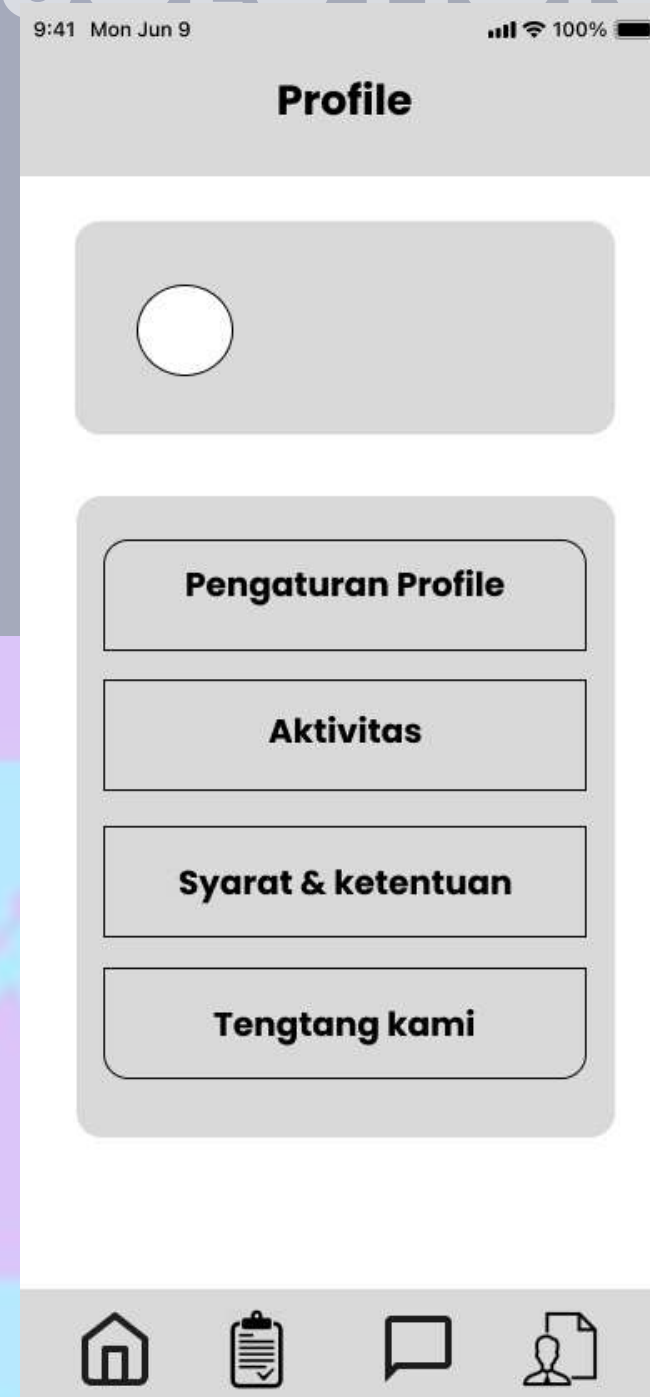 9:41 Mon Jun 9 100%
Profile
Pengaturan Profile
Aktivitas
Syarat & ketentuan
Tengtang kami